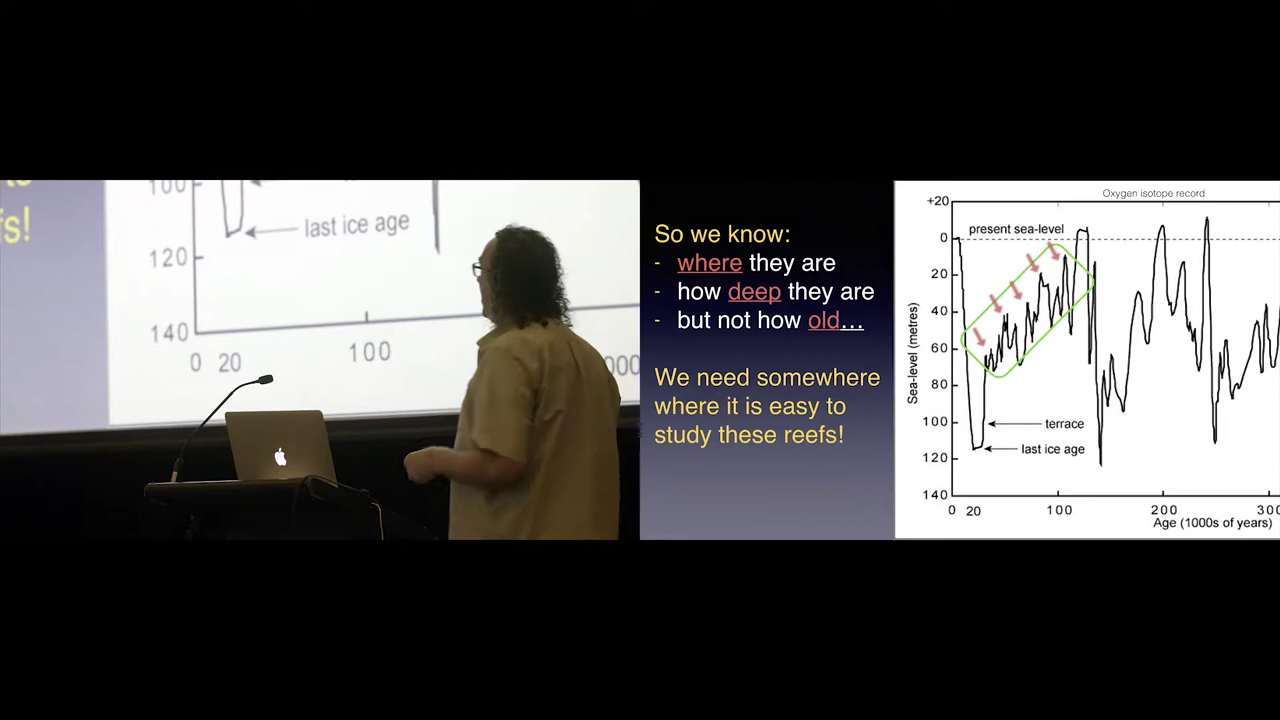 fs!
100
last ice age
120
140
0 20
100
So we know:
- where they are
- how deep they are
- but not how old…
We need somewhere
where it is easy to
study these reefs!
Oxygen isotope record
+20
present sea-level
0
20
40
60
80
100
120
140
Sea-level (metres)
terrace
last ice age
0 20 100 200 300
Age (1000s of years)